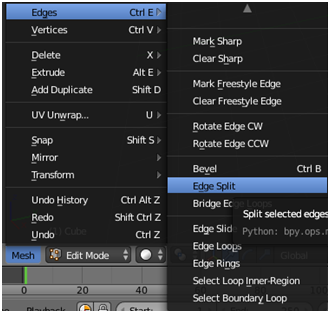 Edges Ctrl E
Vertices Ctrl V
Delete X
Extrude Alt E
Add Duplicate Shift D
UV Unwrap... U
Snap Shift S
Mirror
Transform
Undo History Ctrl Alt Z
Redo Shift Ctrl Z
Undo Ctrl Z
Mesh Edit Mode
0 20 40
Playback Start:
Mark Sharp
Clear Sharp
Mark Freestyle Edge
Clear Freestyle Edge
Rotate Edge CW
Rotate Edge CCW
Bevel Ctrl B
Edge Split
Bridge Edge Loops
Split selected edges
Python: bpy.ops.m
Edge Slide
Edge Loops
Global
Edge Rings
Select Loop Inner-Region
Select Boundary Loop